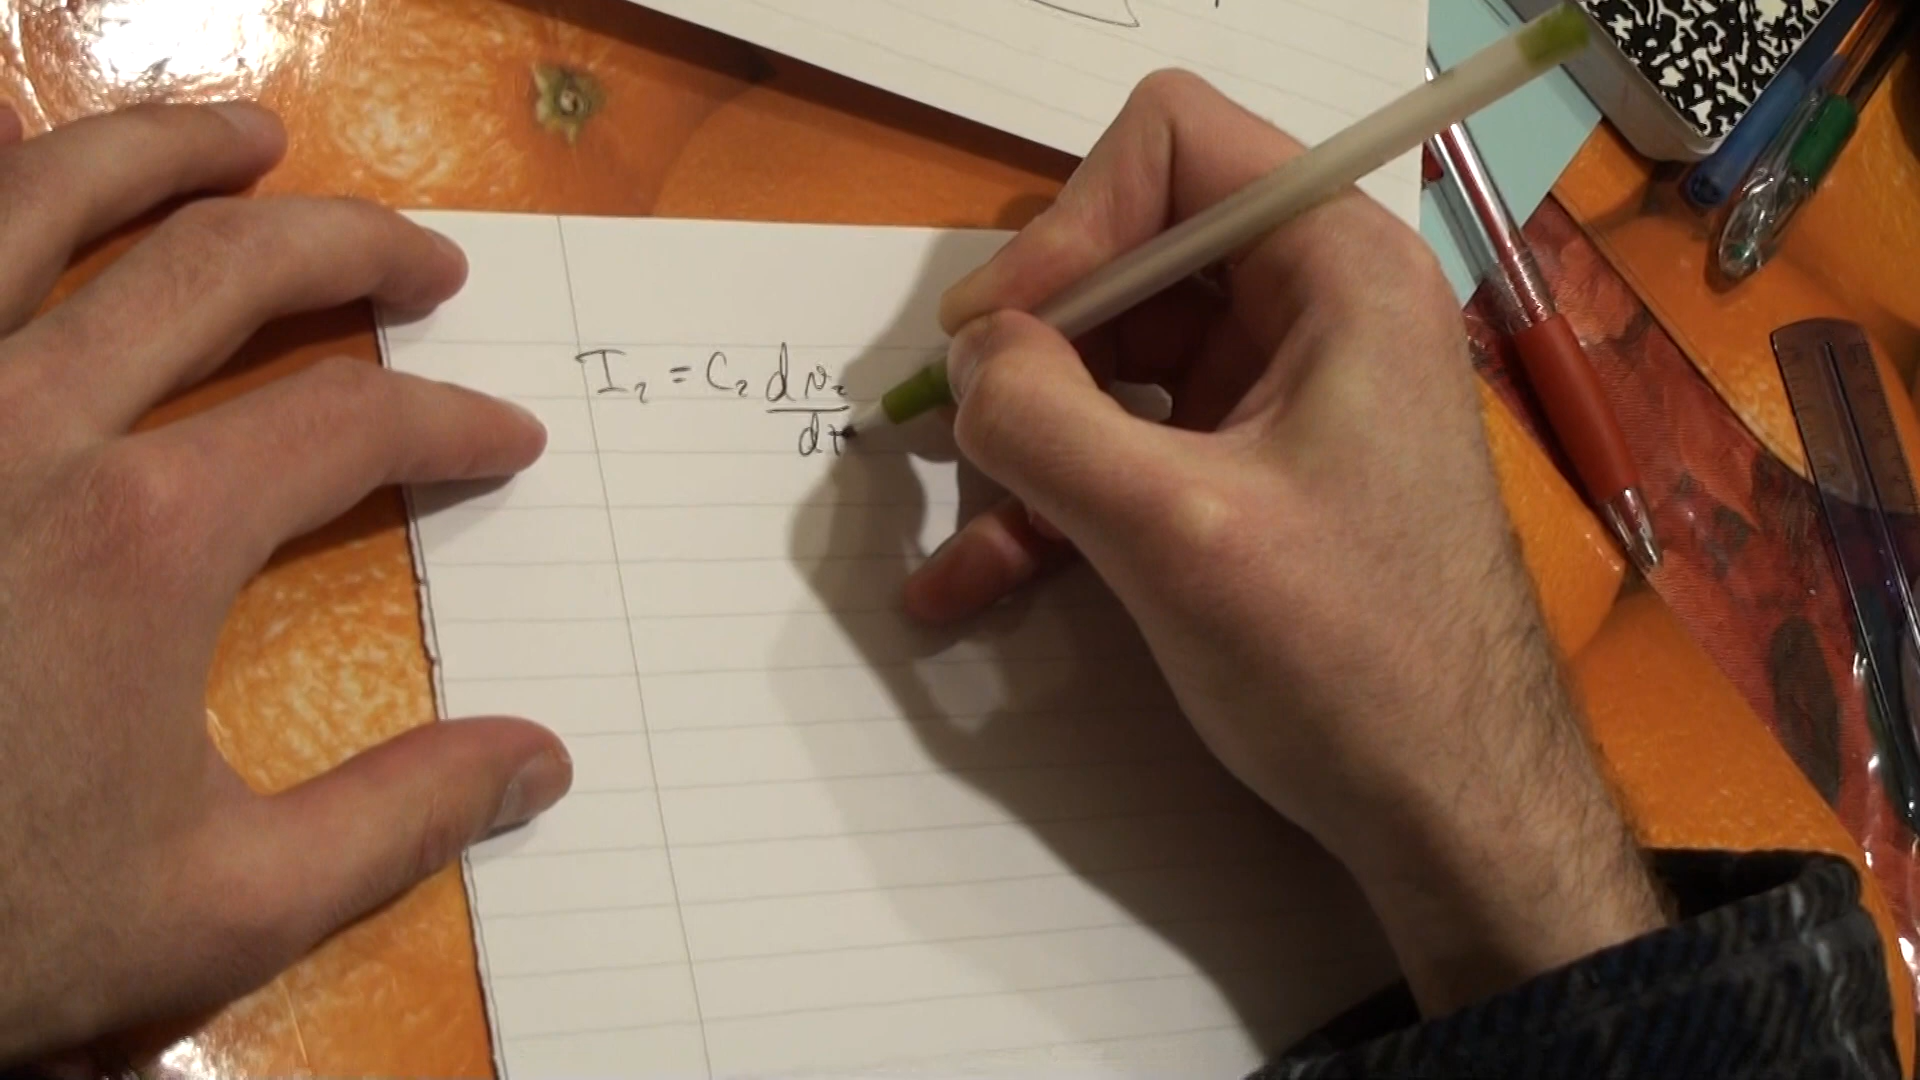 I₂ = C₂ dv₂/dt